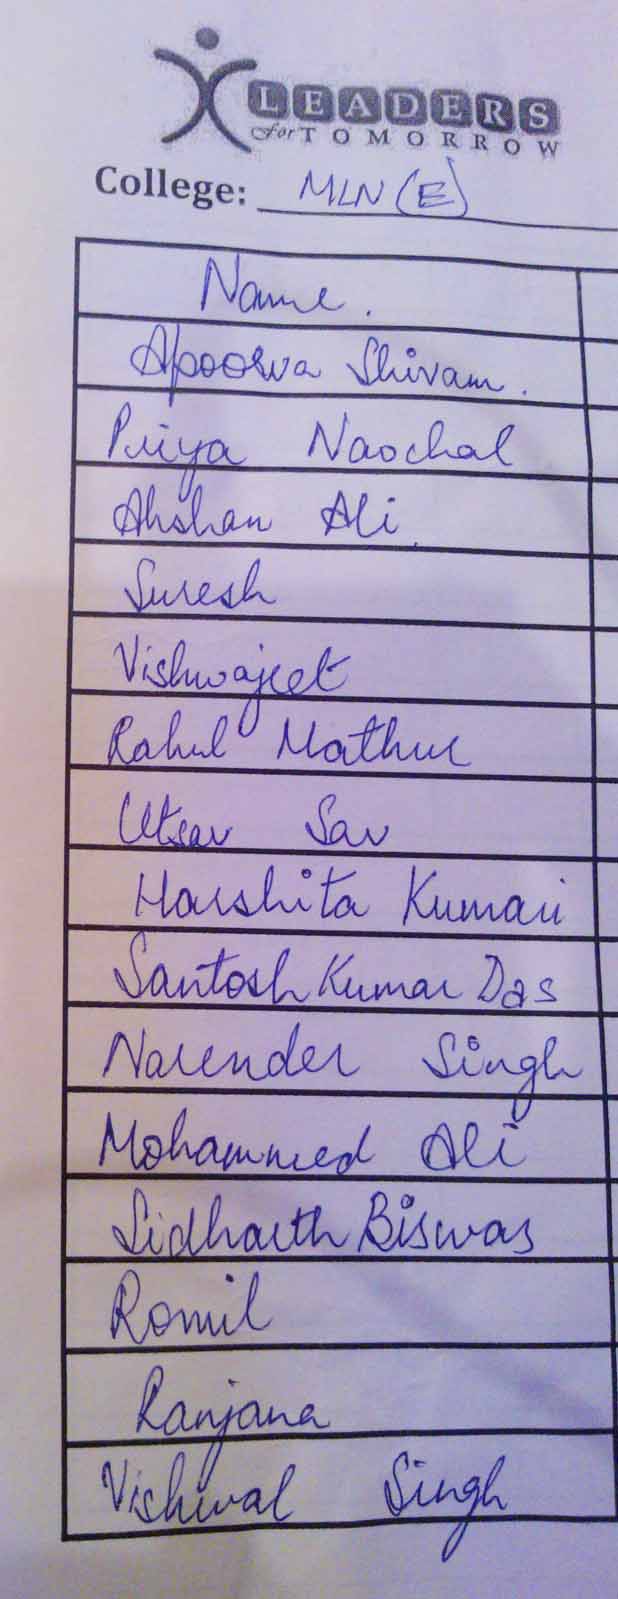 LEADERS
for TOMORROW
College: MLN (E)
Name.
Apoorva Shivam.
Priya Naochal
Ahshan Ali
Suresh
Vishwajeet
Rahul Mathur
Utsav Sav
Harshita Kumari
Santosh Kumar Das
Narender Singh
Mohammed Ali
Sidharth Biswas
Romil
Ranjana
Vishwal Singh